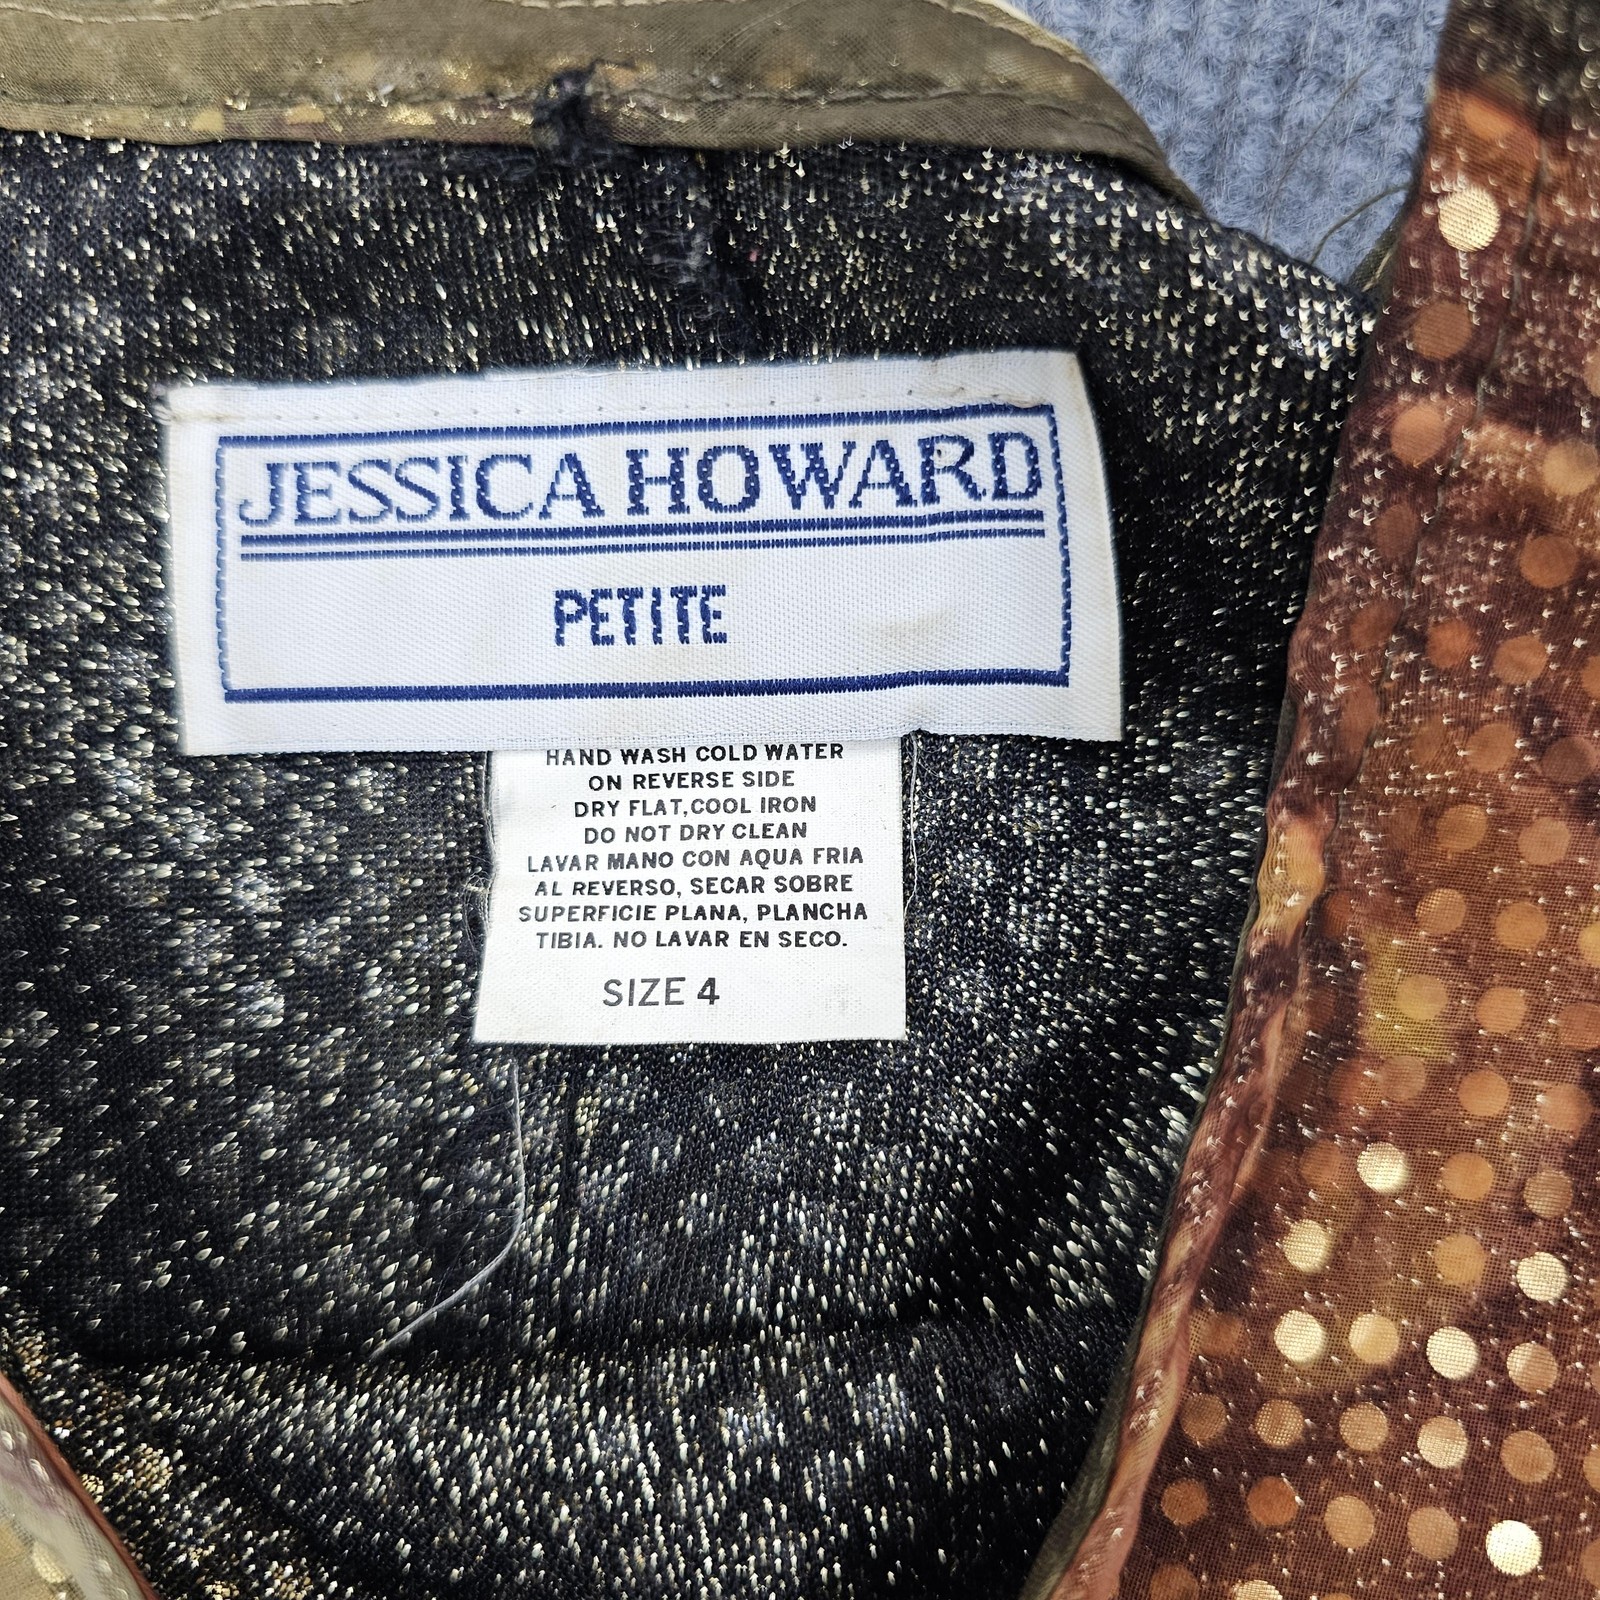 JESSICA HOWARD
PETITE
HAND WASH COLD WATER
ON REVERSE SIDE
DRY FLAT,COOL IRON
DO NOT DRY CLEAN
LAVAR MANO CON AQUA FRIA
AL REVERSO, SECAR SOBRE
SUPERFICIE PLANA, PLANCHA
TIBIA. NO LAVAR EN SECO.
SIZE 4